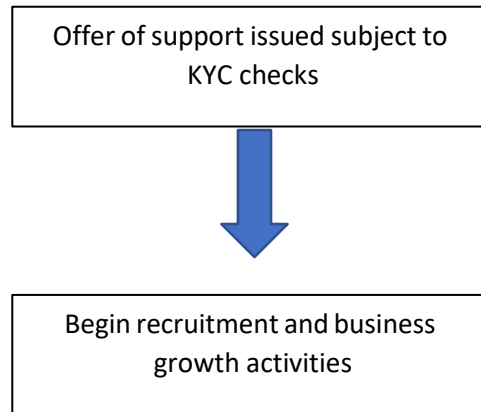 Offer of support issued subject to
KYC checks
Begin recruitment and business
growth activities